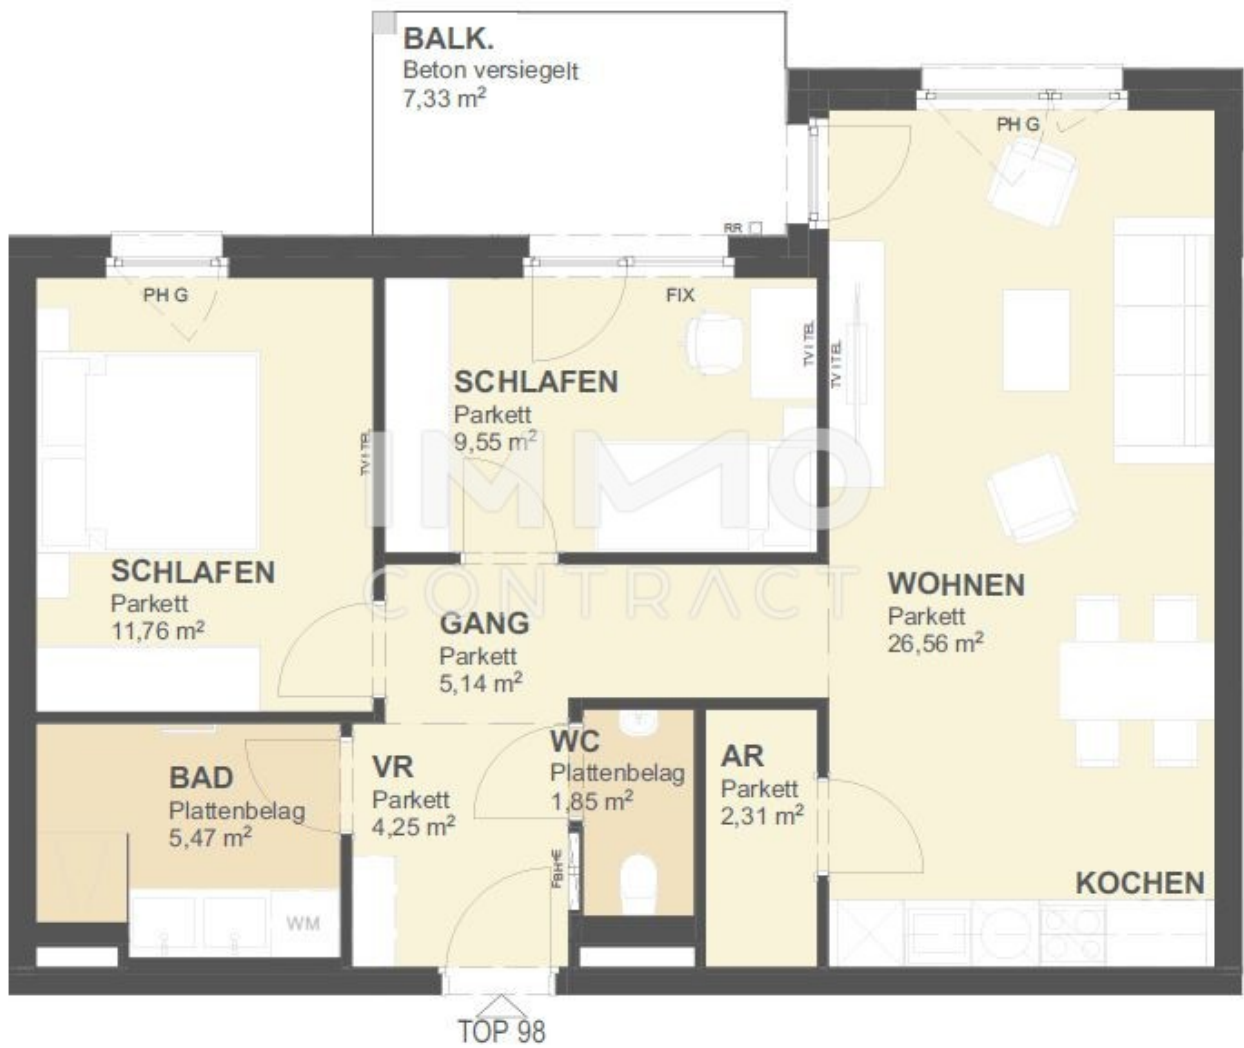 BALK.
Beton versiegelt
7,33 m²
PH G
RR
PH G
FIX
TV I TEL
TV I TEL
SCHLAFEN
Parkett
9,55 m²
TV I TEL
IMMO
CONTRACT
SCHLAFEN
Parkett
11,76 m²
GANG
Parkett
5,14 m²
WOHNEN
Parkett
26,56 m²
BAD
Plattenbelag
5,47 m²
VR
Parkett
4,25 m²
WC
Plattenbelag
1,85 m²
AR
Parkett
2,31 m²
KOCHEN
WM
TOP 98